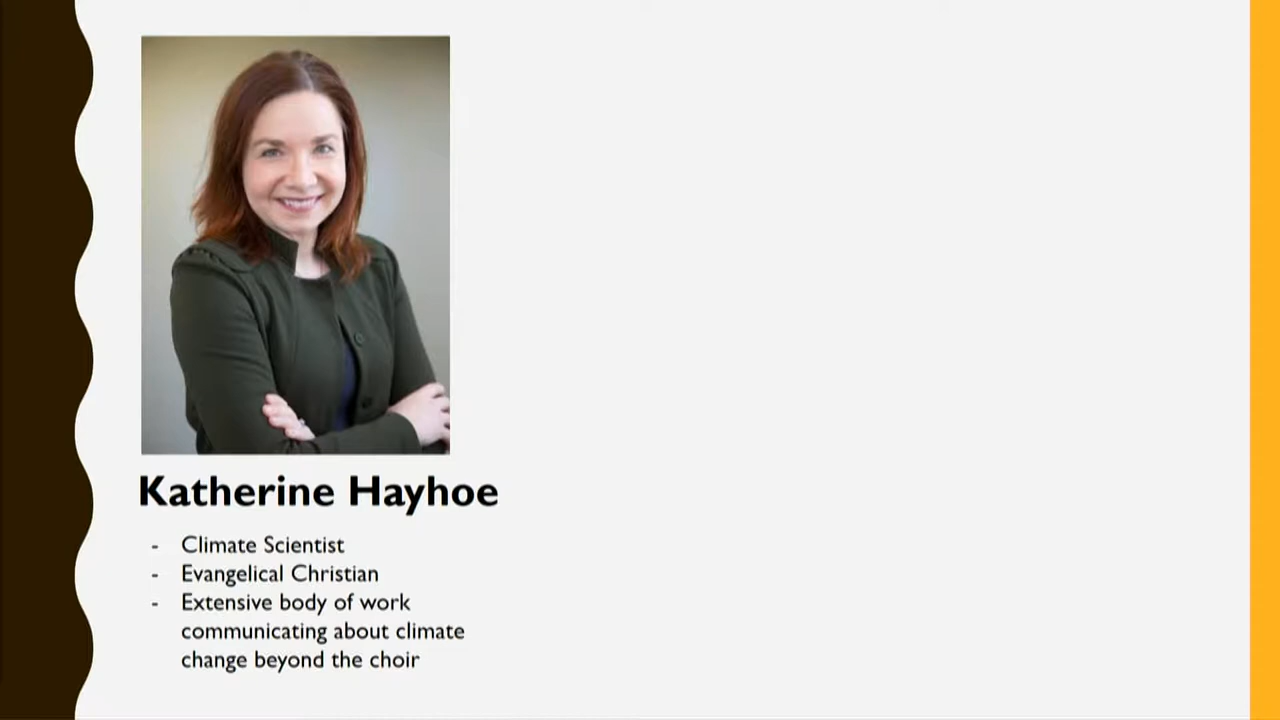 Katherine Hayhoe
- Climate Scientist
- Evangelical Christian
- Extensive body of work
communicating about climate
change beyond the choir